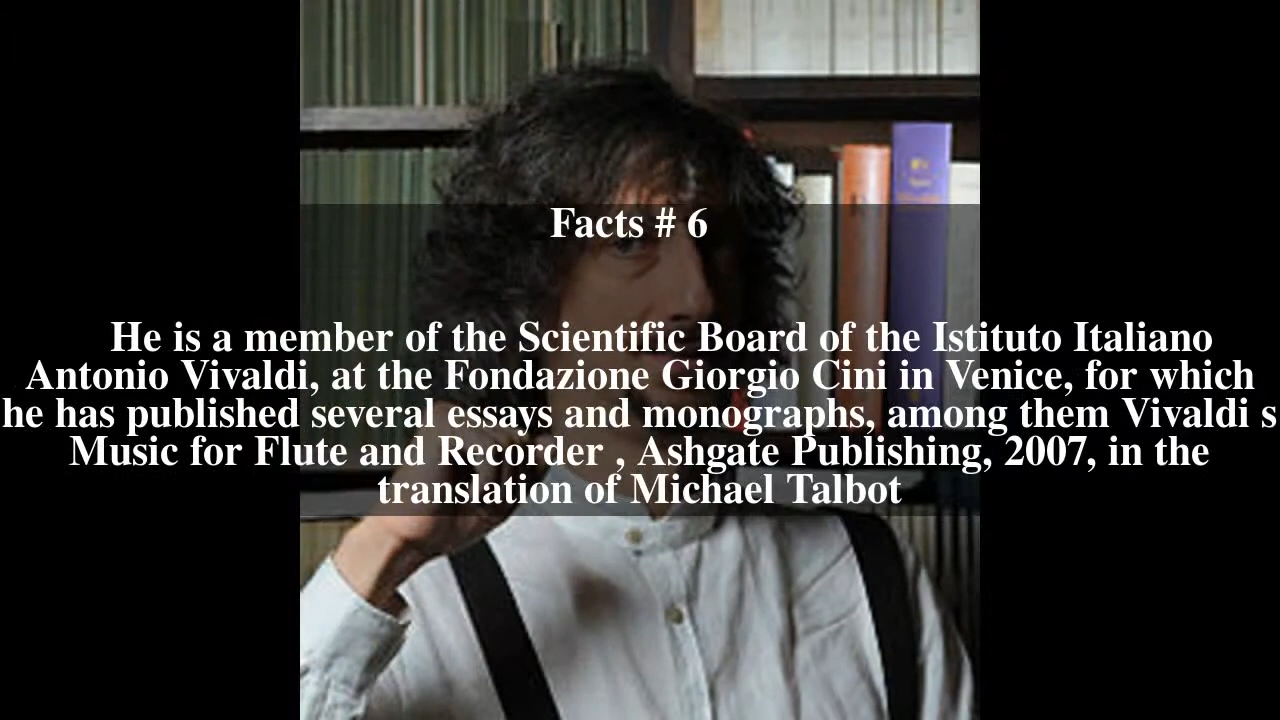 Facts # 6
He is a member of the Scientific Board of the Istituto Italiano
Antonio Vivaldi, at the Fondazione Giorgio Cini in Venice, for which
he has published several essays and monographs, among them Vivaldi s
Music for Flute and Recorder , Ashgate Publishing, 2007, in the
translation of Michael Talbot